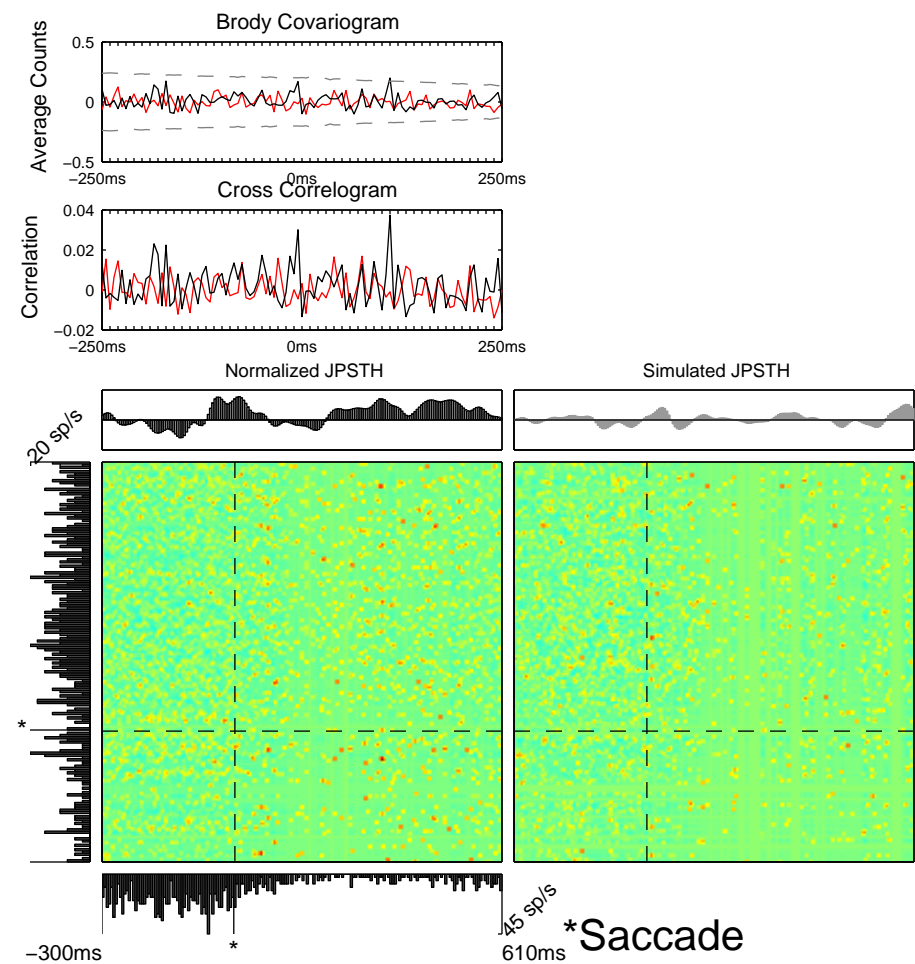 Brody Covariogram
Average Counts
0.5
0
−0.5
−250ms
0ms
250ms
Cross Correlogram
Correlation
0.04
0.02
0
−0.02
−250ms
0ms
250ms
Normalized JPSTH
Simulated JPSTH
20 sp/s
*
*
45 sp/s
−300ms
610ms
*Saccade